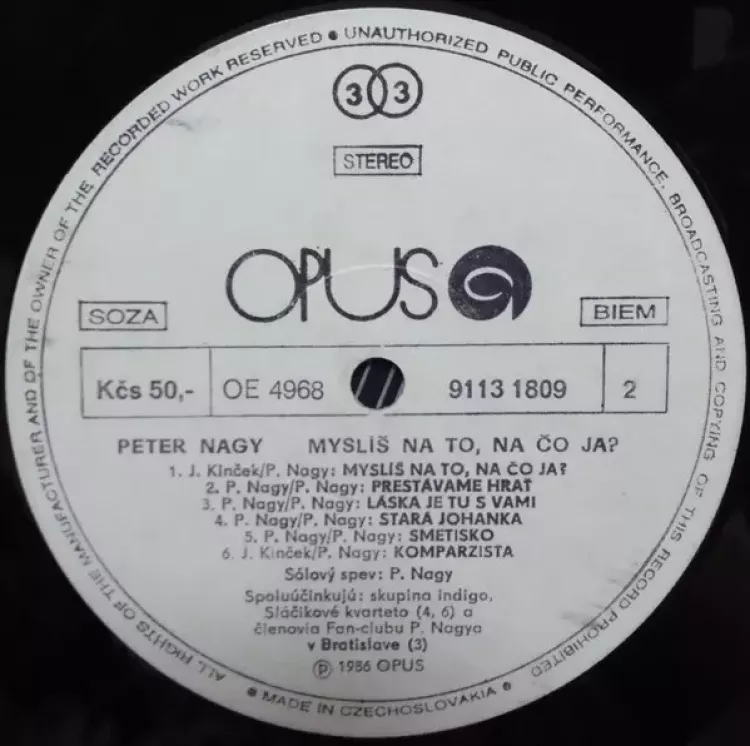 ALL RIGHTS OF THE MANUFACTURER AND OF THE OWNER OF THE RECORDED WORK RESERVED ● UNAUTHORIZED PUBLIC PERFORMANCE, BROADCASTING AND COPYING OF THIS RECORD PROHIBITED
33
STEREO
OPUS
SOZA
BIEM
Kčs 50,- OE 4968 9113 1809 2
PETER NAGY MYSLÍŠ NA TO, NA ČO JA?
1. J. Kinček/P. Nagy: MYSLÍŠ NA TO, NA ČO JA?
2. P. Nagy/P. Nagy: PRESTÁVAME HRAŤ
3. P. Nagy/P. Nagy: LÁSKA JE TU S VAMI
4. P. Nagy/P. Nagy: STARÁ JOHANKA
5. P. Nagy/P. Nagy: SMETISKO
6. J. Kinček/P. Nagy: KOMPARZISTA
Sólový spev: P. Nagy
Spoluúčinkujú: skupina indigo,
Sláčikové kvarteto (4, 6) a
členovia Fan-clubu P. Nagya
v Bratislave (3)
Ⓟ 1986 OPUS
● MADE IN CZECHOSLOVAKIA ●